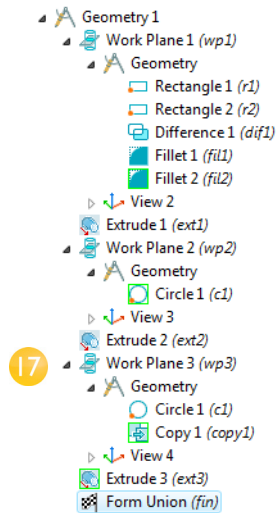 Geometry 1
Work Plane 1 (wp1)
Geometry
Rectangle 1 (r1)
Rectangle 2 (r2)
Difference 1 (dif1)
Fillet 1 (fil1)
Fillet 2 (fil2)
View 2
Extrude 1 (ext1)
Work Plane 2 (wp2)
Geometry
Circle 1 (c1)
View 3
Extrude 2 (ext2)
17 Work Plane 3 (wp3)
Geometry
Circle 1 (c1)
Copy 1 (copy1)
View 4
Extrude 3 (ext3)
Form Union (fin)